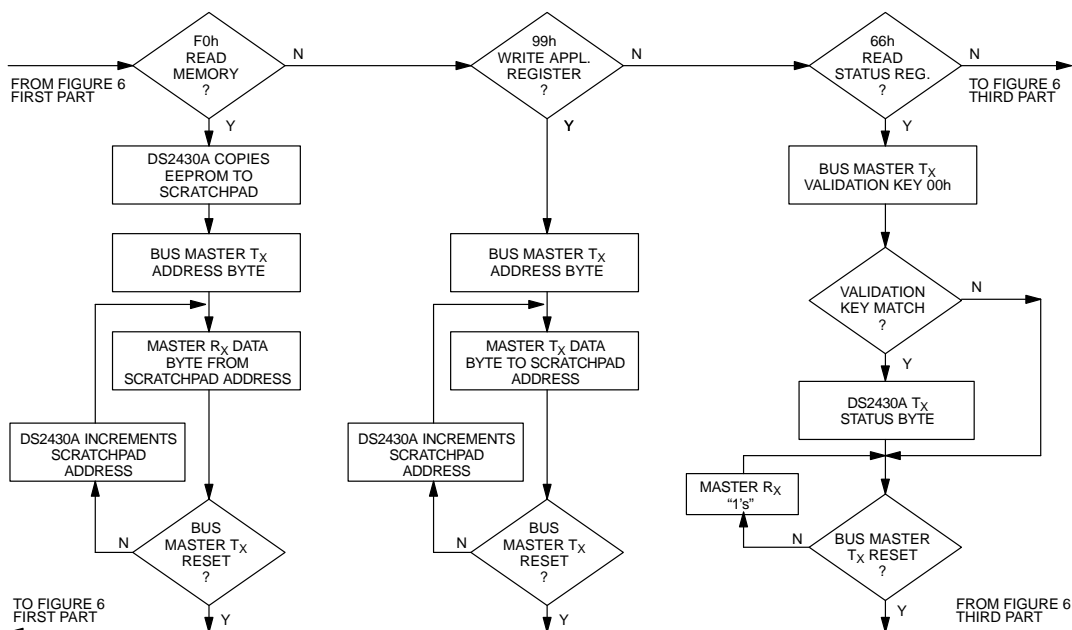 F0h
READ
MEMORY
?
N
Y
FROM FIGURE 6
FIRST PART
99h
WRITE APPL.
REGISTER
?
N
Y
66h
READ
STATUS REG.
?
N
Y
TO FIGURE 6
THIRD PART
DS2430A COPIES
EEPROM TO
SCRATCHPAD
BUS MASTER TX
ADDRESS BYTE
MASTER RX DATA
BYTE FROM
SCRATCHPAD ADDRESS
DS2430A INCREMENTS
SCRATCHPAD
ADDRESS
BUS
MASTER TX
RESET
?
N
Y
TO FIGURE 6
FIRST PART
BUS MASTER TX
ADDRESS BYTE
MASTER TX DATA
BYTE TO SCRATCHPAD
ADDRESS
DS2430A INCREMENTS
SCRATCHPAD
ADDRESS
BUS
MASTER TX
RESET
?
N
Y
BUS MASTER TX
VALIDATION KEY 00h
VALIDATION
KEY MATCH
?
N
Y
DS2430A TX
STATUS BYTE
MASTER RX
“1’s”
BUS MASTER
TX RESET
?
N
Y
FROM FIGURE 6
THIRD PART